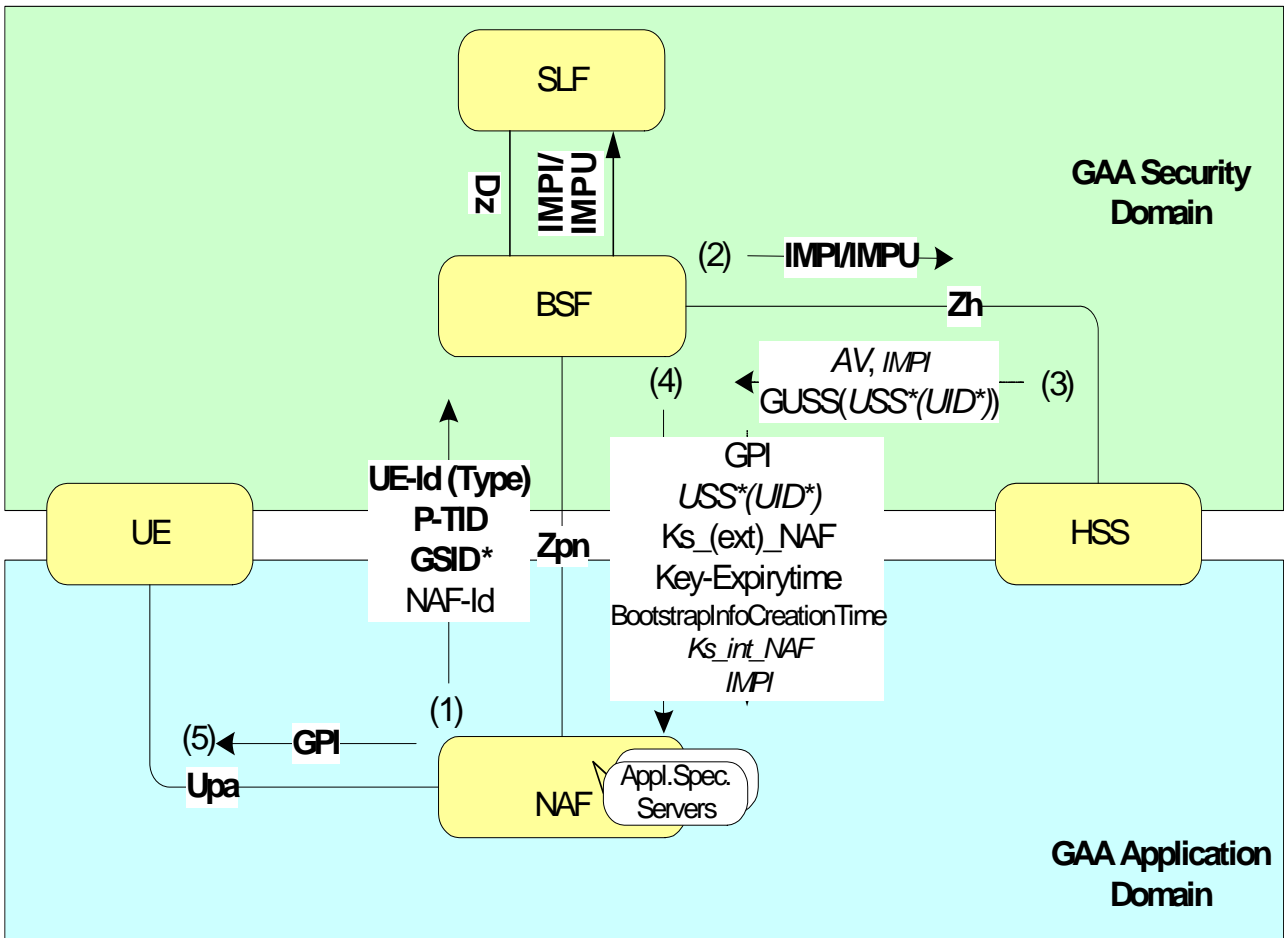 SLF
Dz
IMPI/
IMPU
GAA Security
Domain
(2)
IMPI/IMPU
BSF
Zh
AV, IMPI
GUSS(USS*(UID*))
(3)
(4)
UE-Id (Type)
P-TID
GSID*
NAF-Id
GPI
USS*(UID*)
Ks_(ext)_NAF
Key-Expirytime
BootstrapInfoCreationTime
Ks_int_NAF
IMPI
UE
Zpn
HSS
(1)
(5)
GPI
Upa
NAF
Appl.Spec.
Servers
GAA Application
Domain